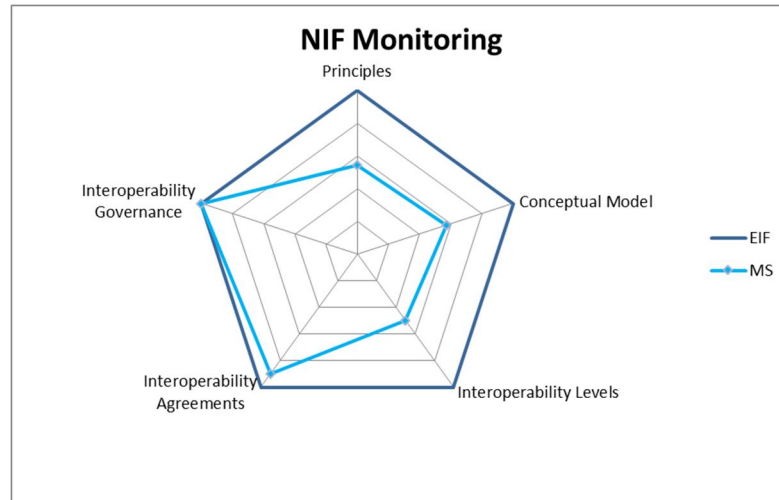 NIF Monitoring
Principles
Interoperability
Governance
Conceptual Model
EIF
MS
Interoperability
Agreements
Interoperability Levels